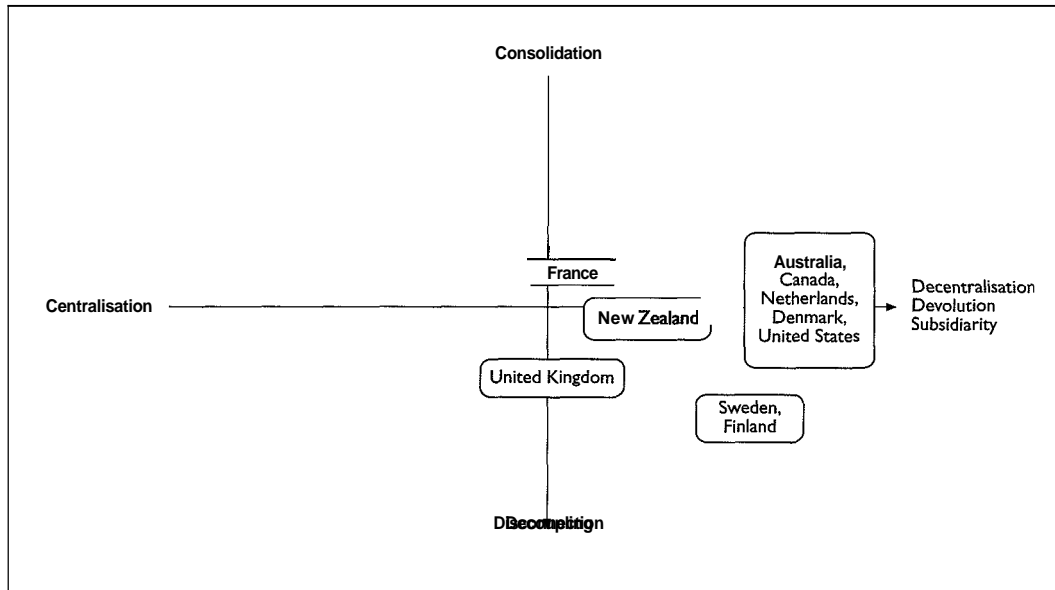 Consolidation
France
Centralisation
New Zealand
Australia,
Canada,
Netherlands,
Denmark,
United States
Decentralisation
Devolution
Subsidiarity
United Kingdom
Sweden,
Finland